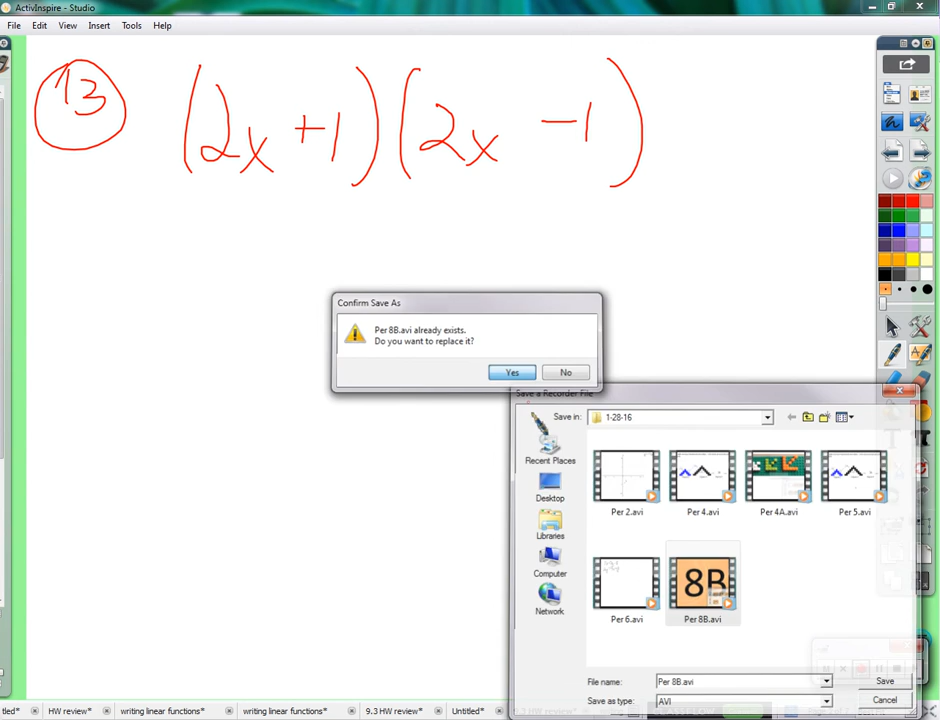 ActivInspire - Studio
File Edit View Insert Tools Help
13 (2x +1)(2x -1)
Confirm Save As
Per 8B.avi already exists.
Do you want to replace it?
Yes No
Save a Recorder File
Save in: 1-28-16
Recent Places
Desktop
Libraries
Computer
Network
Per 2.avi Per 4.avi Per 4A.avi Per 5.avi
8B
Per 6.avi Per 8B.avi
File name: Per 8B.avi Save
Save as type: AVI Cancel
tled* HW review* writing linear functions* writing linear functions* 9.3 HW review* Untitled*